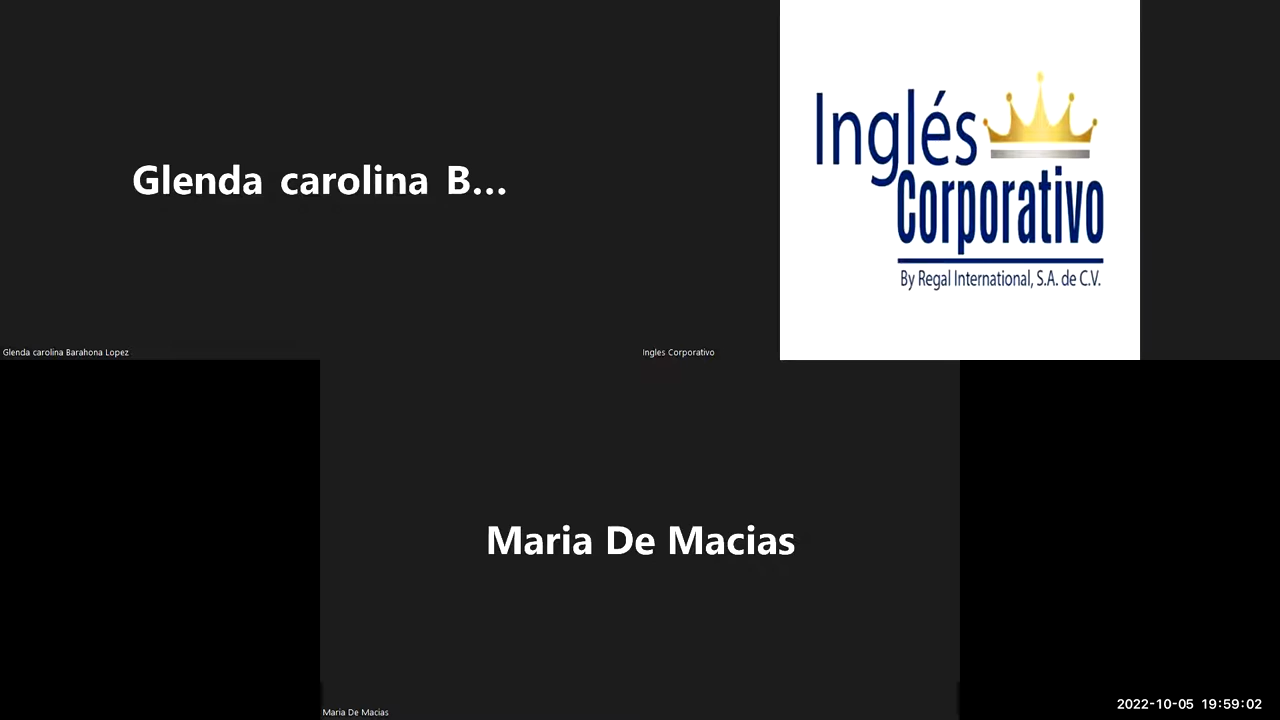 Glenda carolina B...
Glenda carolina Barahona Lopez
Inglés
Corporativo
By Regal International, S.A. de C.V.
Ingles Corporativo
Maria De Macias
Maria De Macias
2022-10-05 19:59:02